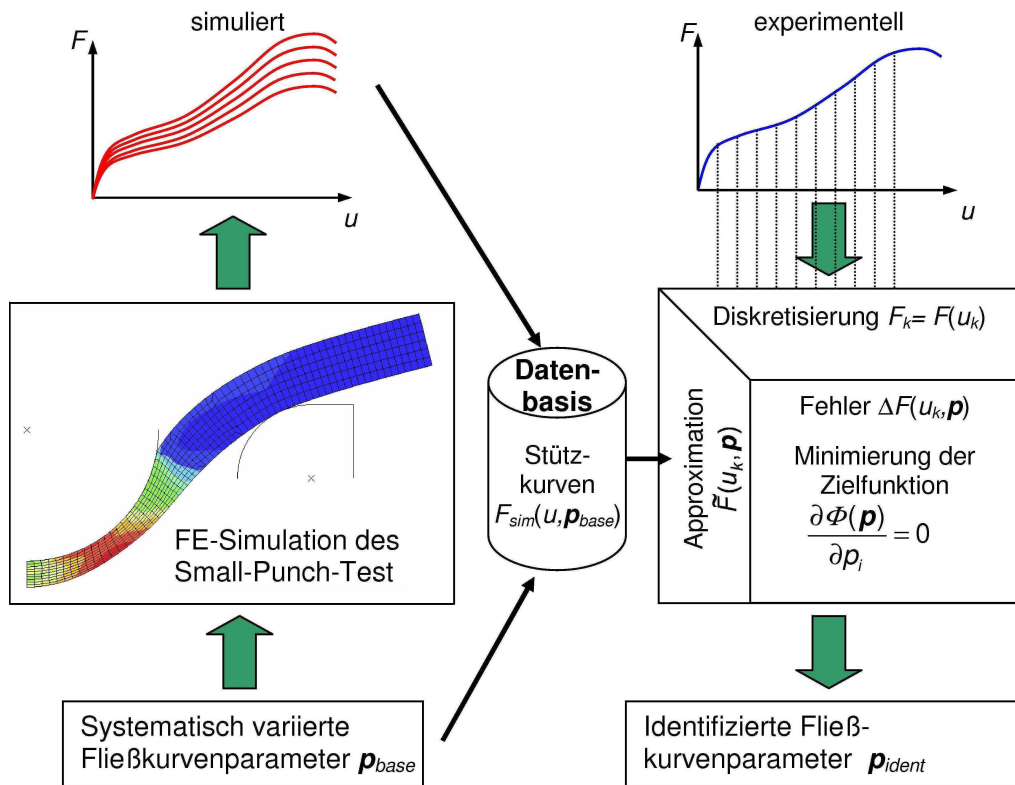 simuliert
F
u
experimentell
F
u
FE-Simulation des
Small-Punch-Test
Systematisch variierte
Fließkurvenparameter p_base
Daten-
basis
Stütz-
kurven
F_sim(u,p_base)
Diskretisierung F_k= F(u_k)
Approximation
F̃(u_k, p)
Fehler ΔF(u_k,p)
Minimierung der
Zielfunktion
∂Φ(p)/∂p_i = 0
Identifizierte Fließ-
kurvenparameter p_ident